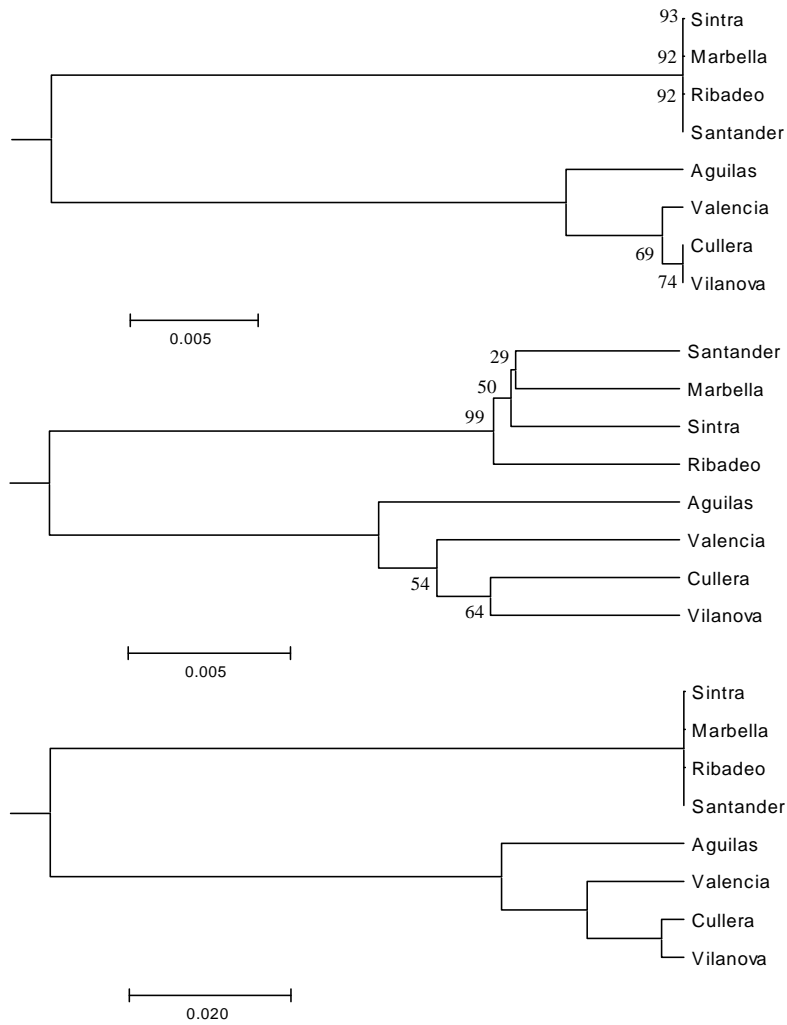 93
Sintra
92
Marbella
92
Ribadeo
Santander
Aguilas
Valencia
Cullera
69
74
Vilanova
0.005
Santander
29
50
Marbella
99
Sintra
Ribadeo
Aguilas
Valencia
54
Cullera
64
Vilanova
0.005
Sintra
Marbella
Ribadeo
Santander
Aguilas
Valencia
Cullera
Vilanova
0.020